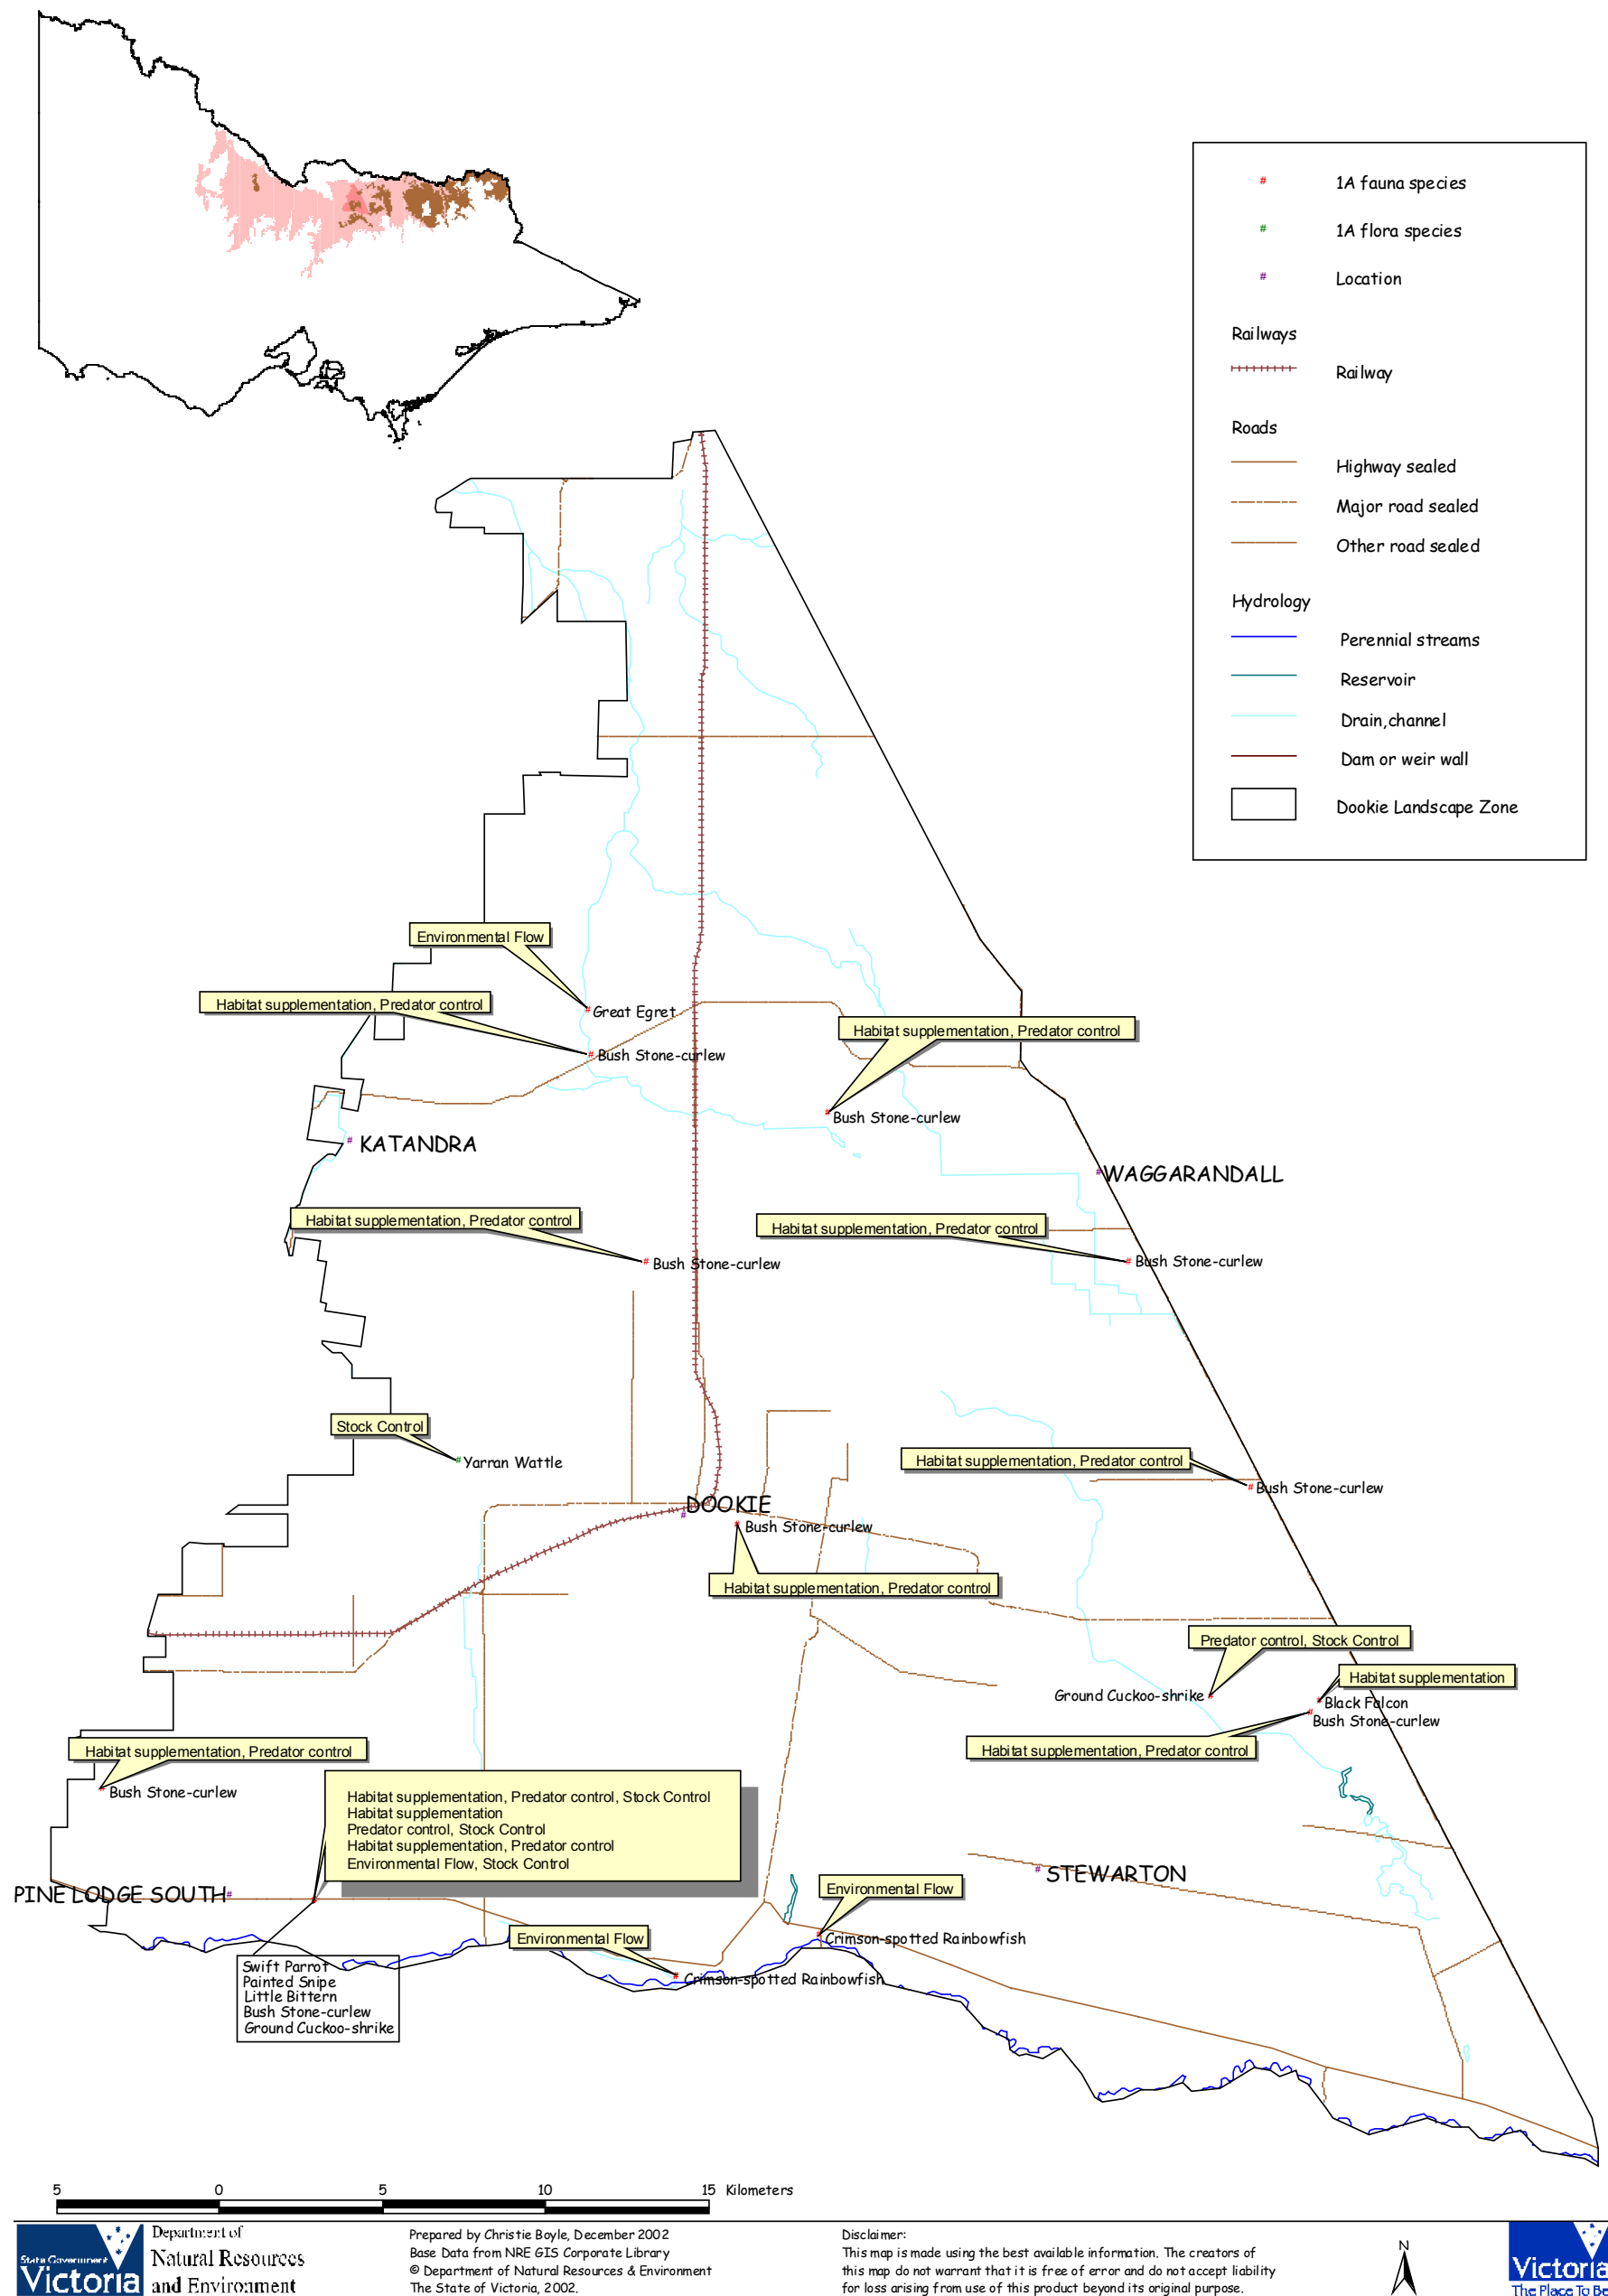 # 1A fauna species
# 1A flora species
# Location
Railways
Railway
Roads
Highway sealed
Major road sealed
Other road sealed
Hydrology
Perennial streams
Reservoir
Drain,channel
Dam or weir wall
Dookie Landscape Zone
Environmental Flow
# Great Egret
Habitat supplementation, Predator control
# Bush Stone-curlew
Habitat supplementation, Predator control
# Bush Stone-curlew
# KATANDRA
# WAGGARANDALL
Habitat supplementation, Predator control
# Bush Stone-curlew
Habitat supplementation, Predator control
# Bush Stone-curlew
Stock Control
# Yarran Wattle
Habitat supplementation, Predator control
# Bush Stone-curlew
DOOKIE
#
# Bush Stone-curlew
Habitat supplementation, Predator control
Predator control, Stock Control
Ground Cuckoo-shrike #
Habitat supplementation
# Black Falcon
# Bush Stone-curlew
Habitat supplementation, Predator control
Habitat supplementation, Predator control
# Bush Stone-curlew
Habitat supplementation, Predator control, Stock Control
Habitat supplementation
Predator control, Stock Control
Habitat supplementation, Predator control
Environmental Flow, Stock Control
# STEWARTON
PINE LODGE SOUTH #
#
Environmental Flow
# Crimson-spotted Rainbowfish
Environmental Flow
# Crimson-spotted Rainbowfish
Swift Parrot
Painted Snipe
Little Bittern
Bush Stone-curlew
Ground Cuckoo-shrike
5 0 5 10 15 Kilometers
State Government
Victoria
Department of
Natural Resources
and Environment
Prepared by Christie Boyle, December 2002
Base Data from NRE GIS Corporate Library
© Department of Natural Resources & Environment
The State of Victoria, 2002.
Disclaimer:
This map is made using the best available information. The creators of
this map do not warrant that it is free of error and do not accept liability
for loss arising from use of this product beyond its original purpose.
N
Victoria
The Place To Be